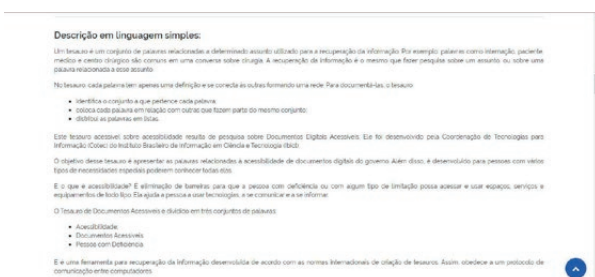 Descrição em linguagem simples:
Um tesauro é um conjunto de palavras relacionadas a determinado assunto utilizado para a recuperação da informação. Por exemplo: palavras como internação, paciente,
médico e centro cirúrgico são comuns em uma conversa sobre cirurgia. A recuperação da informação é o mesmo que fazer pesquisa sobre um assunto, ou sobre uma
palavra relacionada a esse assunto.
No tesauro, cada palavra tem apenas uma definição e se conecta às outras formando uma rede. Para documentá-las, o tesauro:
identifica o conjunto a que pertence cada palavra;
coloca cada palavra em relação com outras que fazem parte do mesmo conjunto;
distribui as palavras em listas.
Este tesauro acessível sobre acessibilidade resulta de pesquisa sobre Documentos Digitais Acessíveis. Ele foi desenvolvido pela Coordenação de Tecnologias para
Informação (Cotec) do Instituto Brasileiro de Informação em Ciência e Tecnologia (Ibict).
O objetivo desse tesauro é apresentar as palavras relacionadas à acessibilidade de documentos digitais do governo. Além disso, é desenvolvido para pessoas com vários
tipos de necessidades especiais poderem conhecer todas elas.
E o que é acessibilidade? É eliminação de barreiras para que a pessoa com deficiência ou com algum tipo de limitação possa acessar e usar espaços, serviços e
equipamentos de todo tipo. Ela ajuda a pessoa a usar tecnologias, a se comunicar e a se informar.
O Tesauro de Documentos Acessíveis é dividido em três conjuntos de palavras:
Acessibilidade;
Documentos Acessíveis;
Pessoa com Deficiência.
E é uma ferramenta para recuperação da informação desenvolvida de acordo com as normas internacionais de criação de tesauros. Assim, obedece a um protocolo de
comunicação entre computadores.